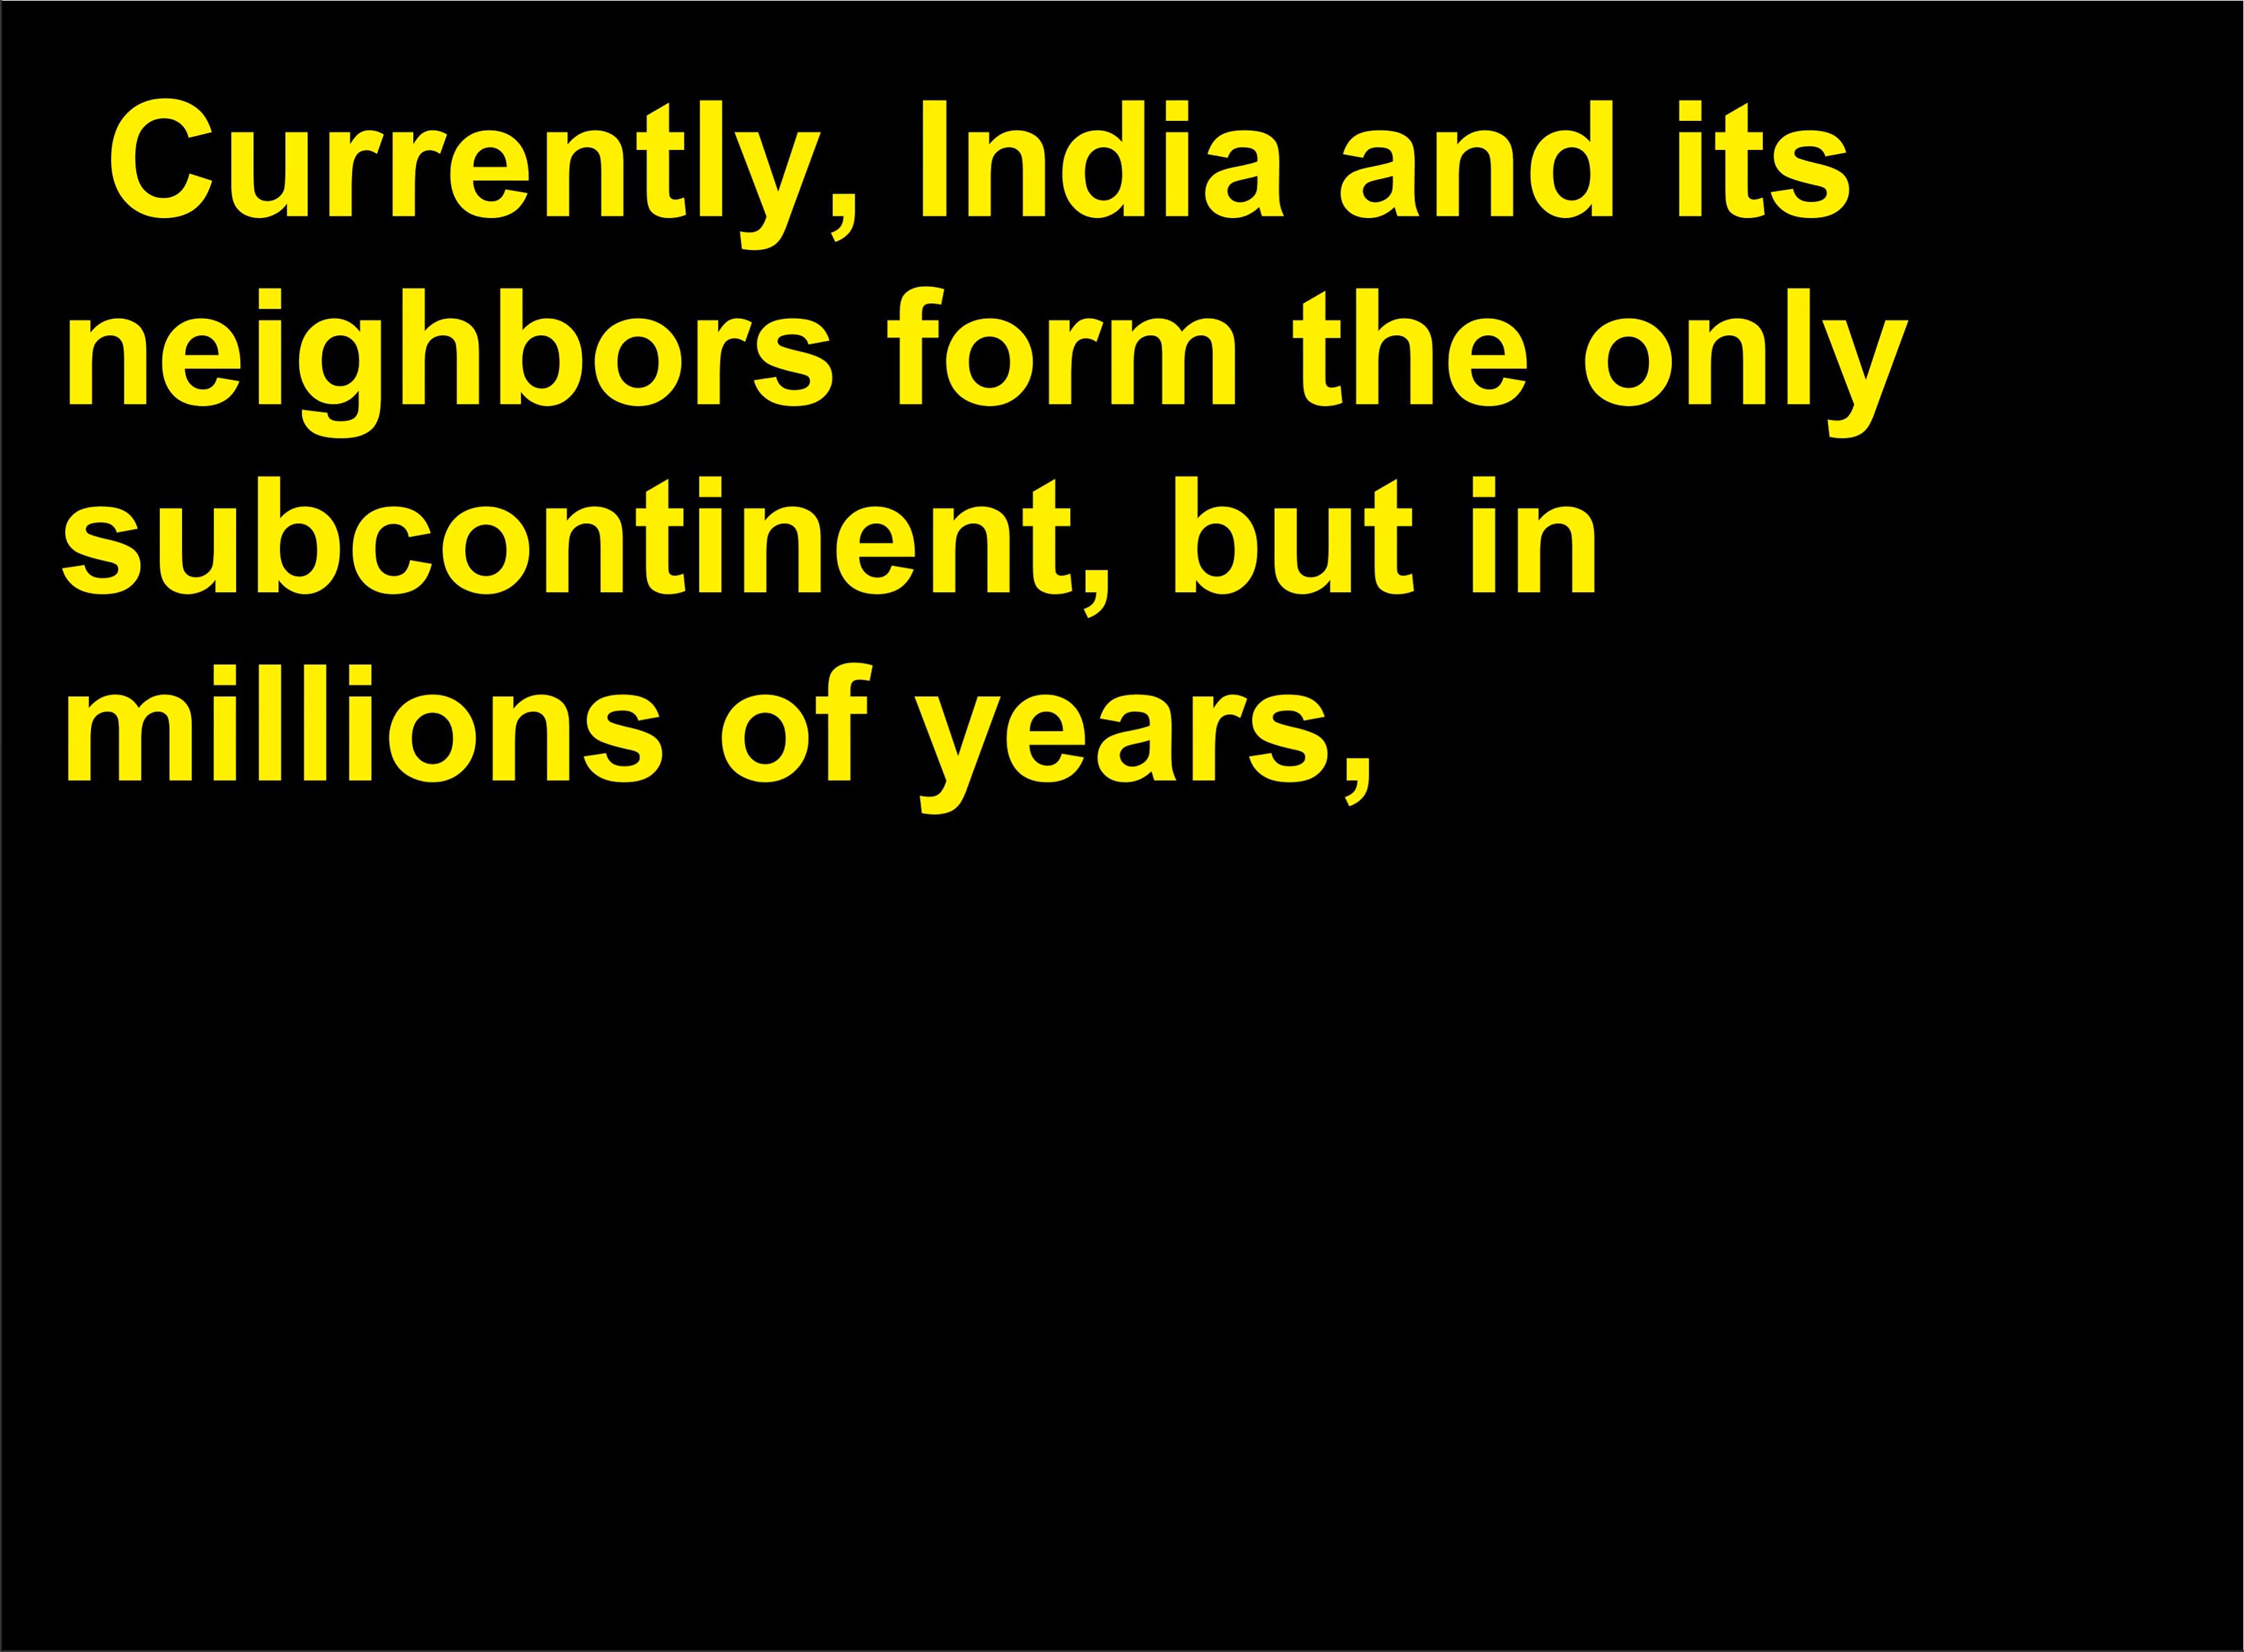 Currently, India and its
neighbors form the only
subcontinent, but in
millions of years,